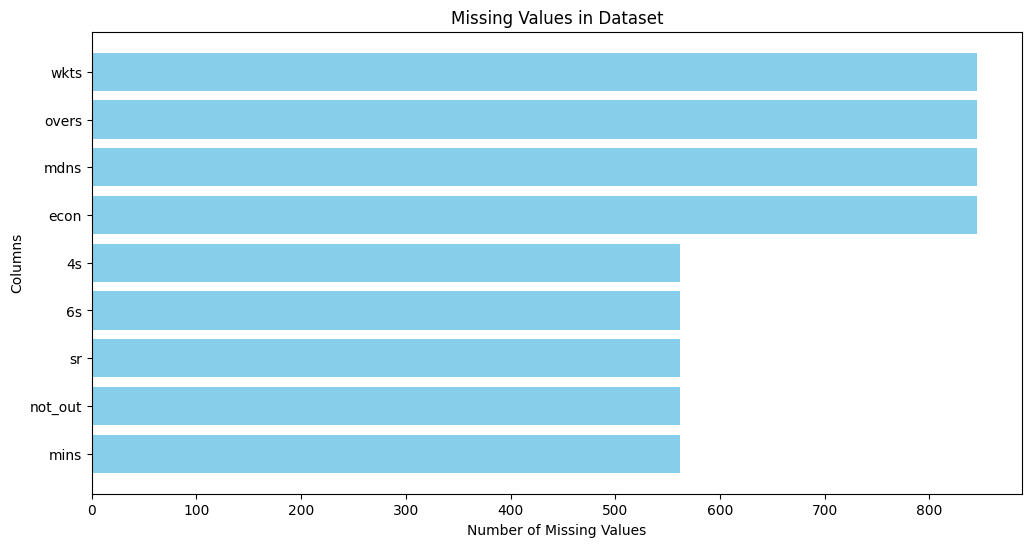 Missing Values in Dataset
wkts
overs
mdns
econ
4s
6s
sr
not_out
mins
Columns
0 100 200 300 400 500 600 700 800
Number of Missing Values